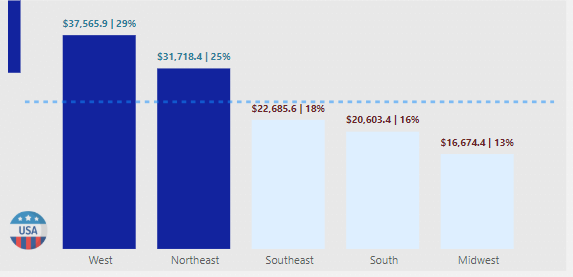 $37,565.9 | 29%
$31,718.4 | 25%
$22,685.6 | 18%
$20,603.4 | 16%
$16,674.4 | 13%
USA
West Northeast Southeast South Midwest